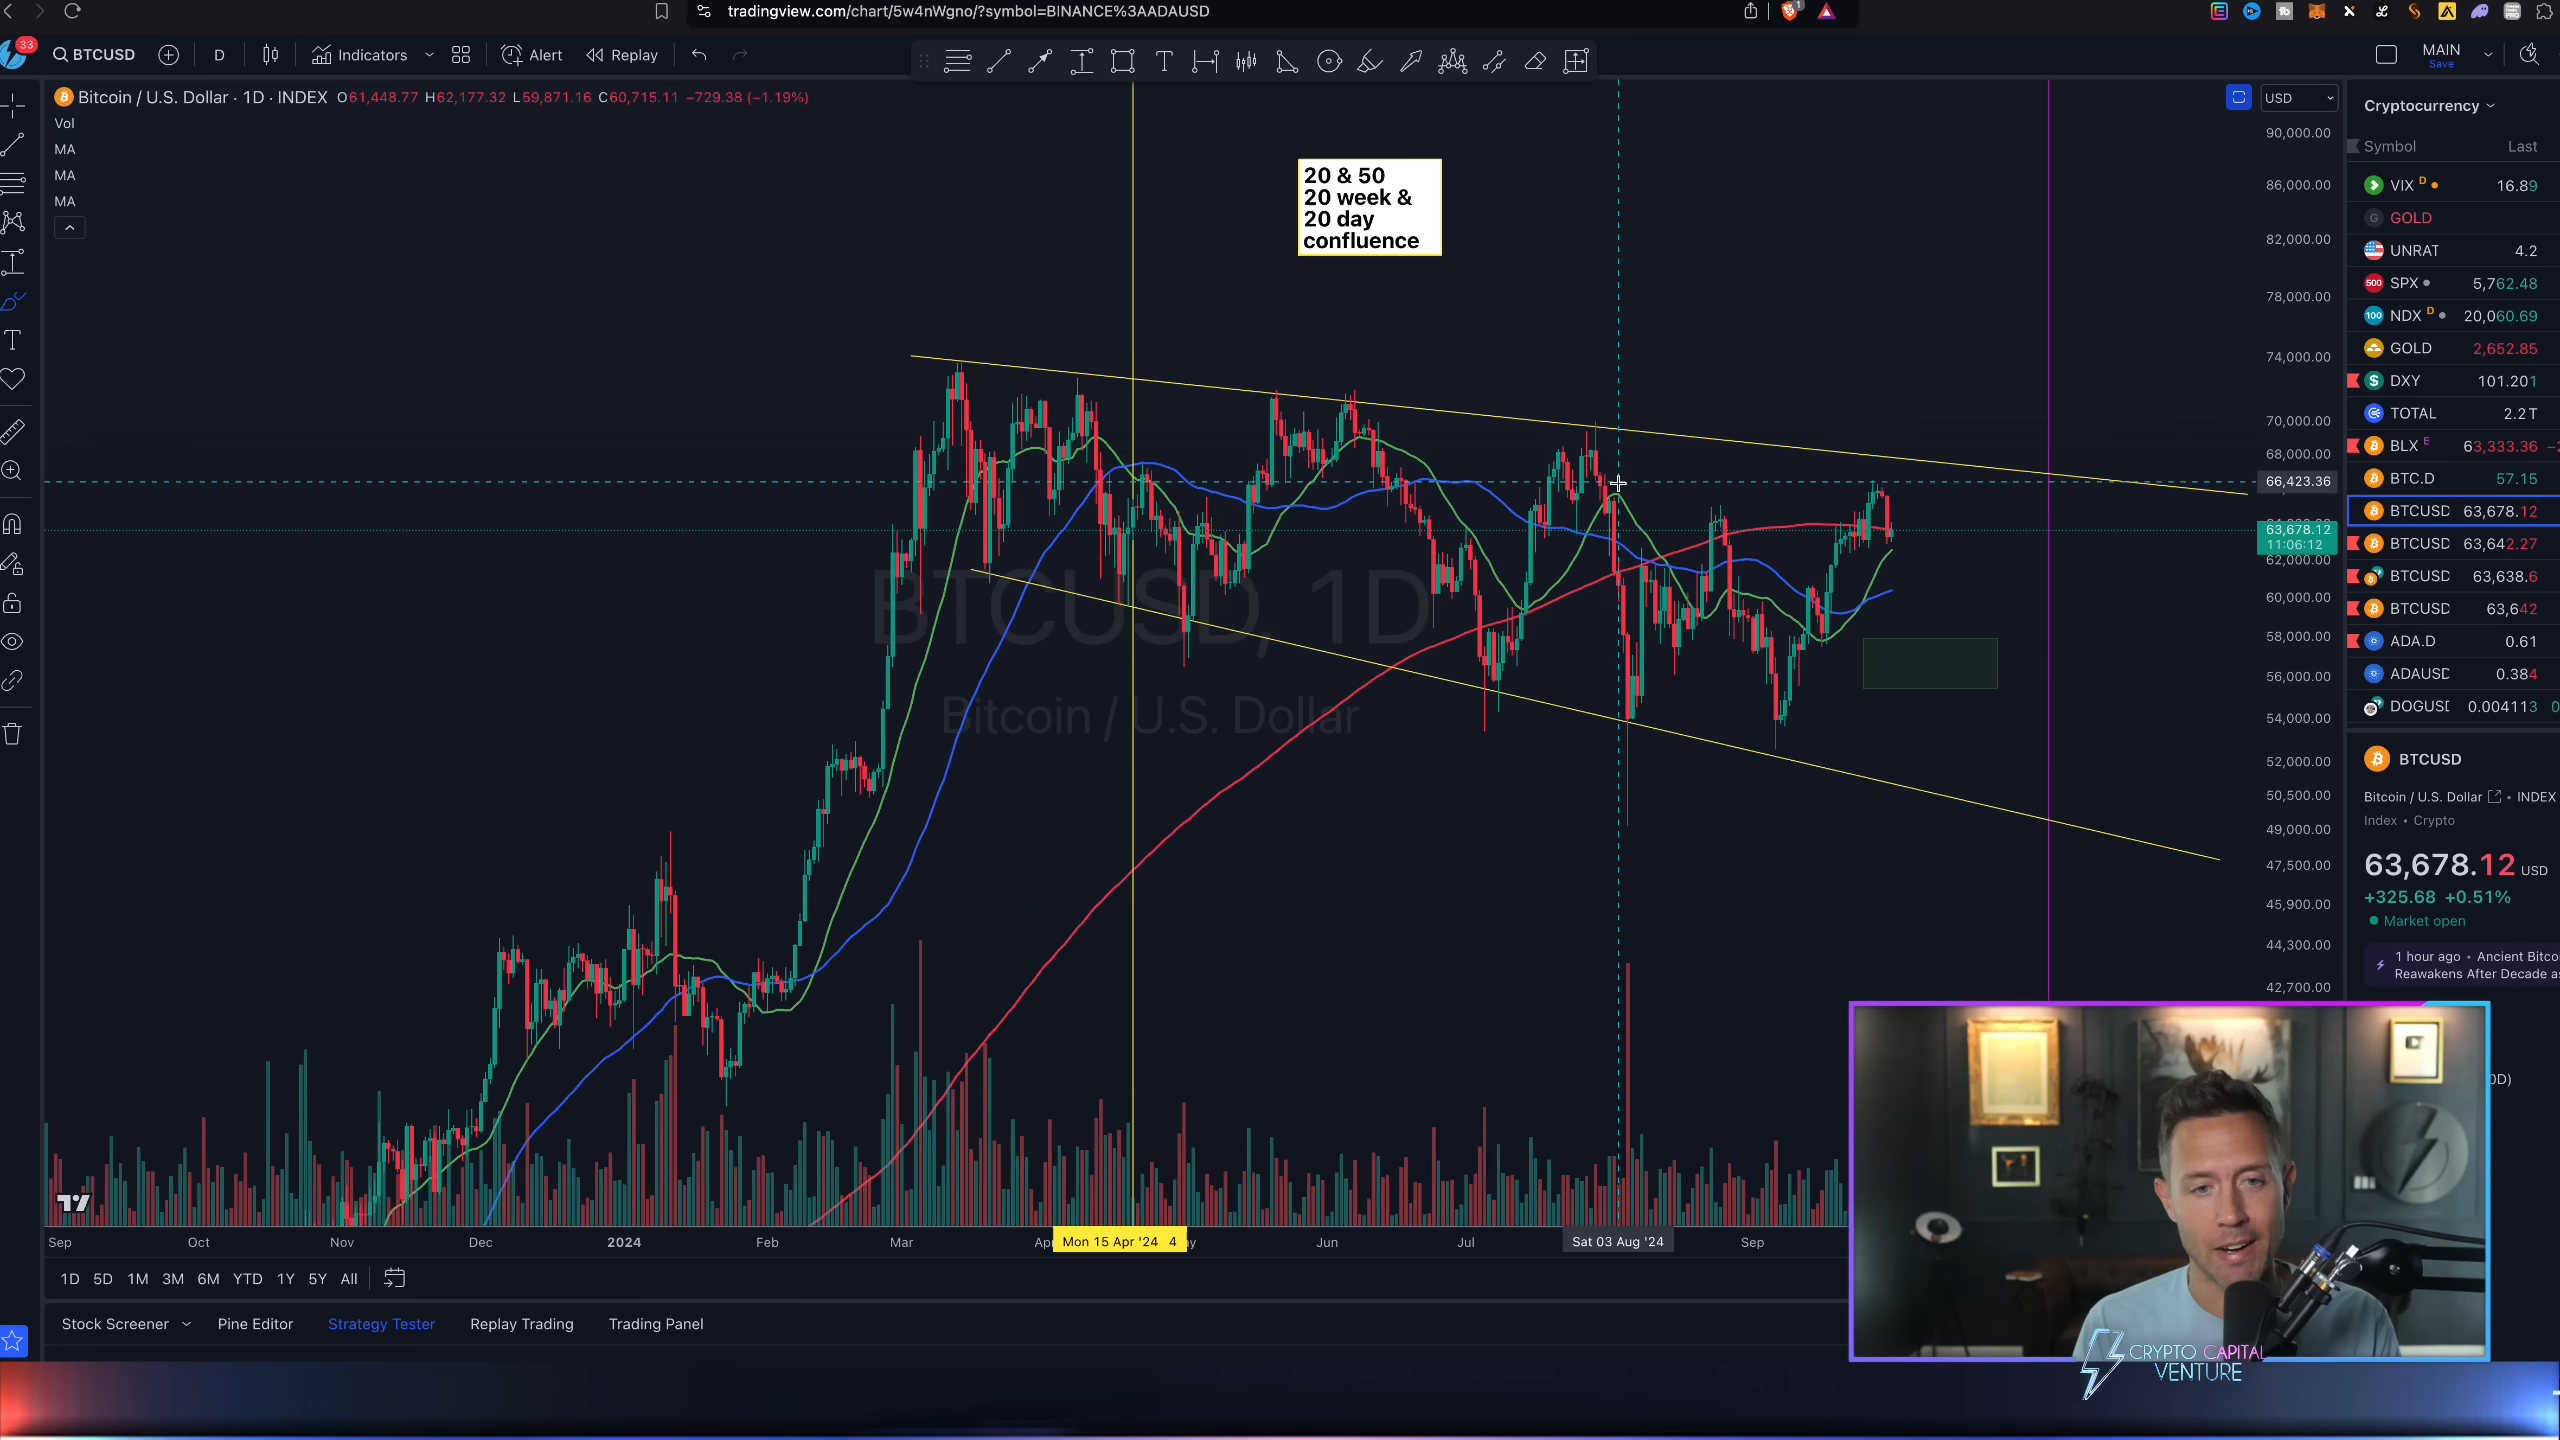 tradingview.com/chart/5w4nWgno/?symbol=BINANCE%3AADAUSD
33
BTCUSD
D
Indicators
Alert
Replay
MAIN
Save
Bitcoin / U.S. Dollar · 1D · INDEX O61,448.77 H62,177.32 L59,871.16 C60,715.11 −729.38 (−1.19%)
Vol
MA
MA
MA
20 & 50
20 week &
20 day
confluence
BTCUSD, 1D
Bitcoin / U.S. Dollar
USD
90,000.00
86,000.00
82,000.00
78,000.00
74,000.00
70,000.00
68,000.00
66,423.36
63,678.12
11:06:12
62,000.00
60,000.00
58,000.00
56,000.00
54,000.00
52,000.00
50,500.00
49,000.00
47,500.00
45,900.00
44,300.00
42,700.00
Cryptocurrency
Symbol Last
VIX D 16.89
GOLD
UNRAT 4.2
SPX 5,762.48
NDX D 20,060.69
GOLD 2,652.85
DXY 101.201
TOTAL 2.2T
BLX E 63,333.36
BTC.D 57.15
BTCUSD 63,678.12
BTCUSD 63,642.27
BTCUSD 63,638.6
BTCUSD 63,642
ADA.D 0.61
ADAUSD 0.384
DOGUSD 0.004113
BTCUSD
Bitcoin / U.S. Dollar • INDEX
Index • Crypto
63,678.12 USD
+325.68 +0.51%
Market open
1 hour ago • Ancient Bitco
Reawakens After Decade as
Sep Oct Nov Dec 2024 Feb Mar Ap Mon 15 Apr '24 4 y Jun Jul Sat 03 Aug '24 Sep
1D 5D 1M 3M 6M YTD 1Y 5Y All
Stock Screener Pine Editor Strategy Tester Replay Trading Trading Panel
CRYPTO CAPITAL
VENTURE